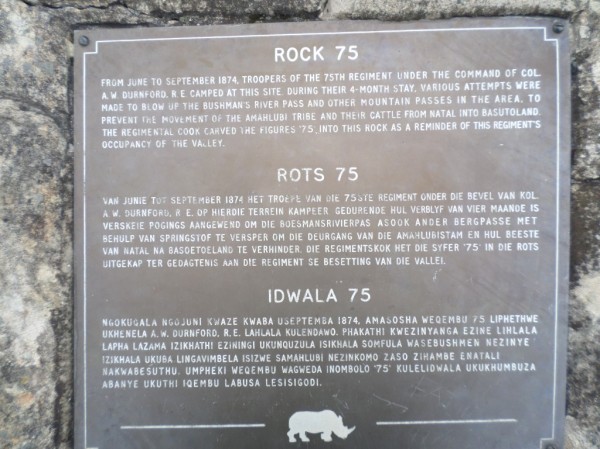 ROCK 75
FROM JUNE TO SEPTEMBER 1874, TROOPERS OF THE 75TH REGIMENT UNDER THE COMMAND OF COL.
A.W. DURNFORD, R.E. CAMPED AT THIS SITE. DURING THEIR 4-MONTH STAY, VARIOUS ATTEMPTS WERE
MADE TO BLOW UP THE BUSHMAN'S RIVER PASS AND OTHER MOUNTAIN PASSES IN THE AREA, TO
PREVENT THE MOVEMENT OF THE AMAHLUBI TRIBE AND THEIR CATTLE FROM NATAL INTO BASUTOLAND.
THE REGIMENTAL COOK CARVED THE FIGURES '75' INTO THIS ROCK AS A REMINDER OF THIS REGIMENT'S
OCCUPANCY OF THE VALLEY.
ROTS 75
VAN JUNIE TOT SEPTEMBER 1874 HET TROEPE VAN DIE 75STE REGIMENT ONDER DIE BEVEL VAN KOL.
A.W. DURNFORD, R.E. OP HIERDIE TERREIN KAMPEER. GEDURENDE HUL VERBLYF VAN VIER MAANDE IS
VERSKEIE POGINGS AANGEWEND OM DIE BOESMANSRIVIERPAS ASOOK ANDER BERGPASSE MET
BEHULP VAN SPRINGSTOF TE VERSPER OM DIE DEURGANG VAN DIE AMAHLUBISTAM EN HUL BEESTE
VAN NATAL NA BASOETOELAND TE VERHINDER. DIE REGIMENTSKOK HET DIE SYFER '75' IN DIE ROTS
UITGEKAP TER GEDAGTENIS AAN DIE REGIMENT SE BESETTING VAN DIE VALLEI.
IDWALA 75
NGOKUQALA NGOJUNI KWAZE KWABA USEPTEMBA 1874, AMASOSHA WEQEMBU 75 LIPHETHWE
UKHENELA A.W. DURNFORD, R.E. LAHLALA KULENDAWO. PHAKATHI KWEZINYANGA EZINE LIHLALA
LAPHA LAZAMA IZIKHATHI EZININGI UKUNQUZULA ISIKHALA SOMFULA WASEBUSHMEN NEZINYE
IZIKHALA UKUBA LINGAVIMBELA ISIZWE SAMAHLUBI NEZINKOMO ZASO ZIHAMBE ENATALI
NAKWABESUTHU. UMPHEKI WEQEMBU WAGWEDA INOMBOLO '75' KULELIDWALA UKUKHUMBUZA
ABANYE UKUTHI IQEMBU LABUSA LESISIGODI.